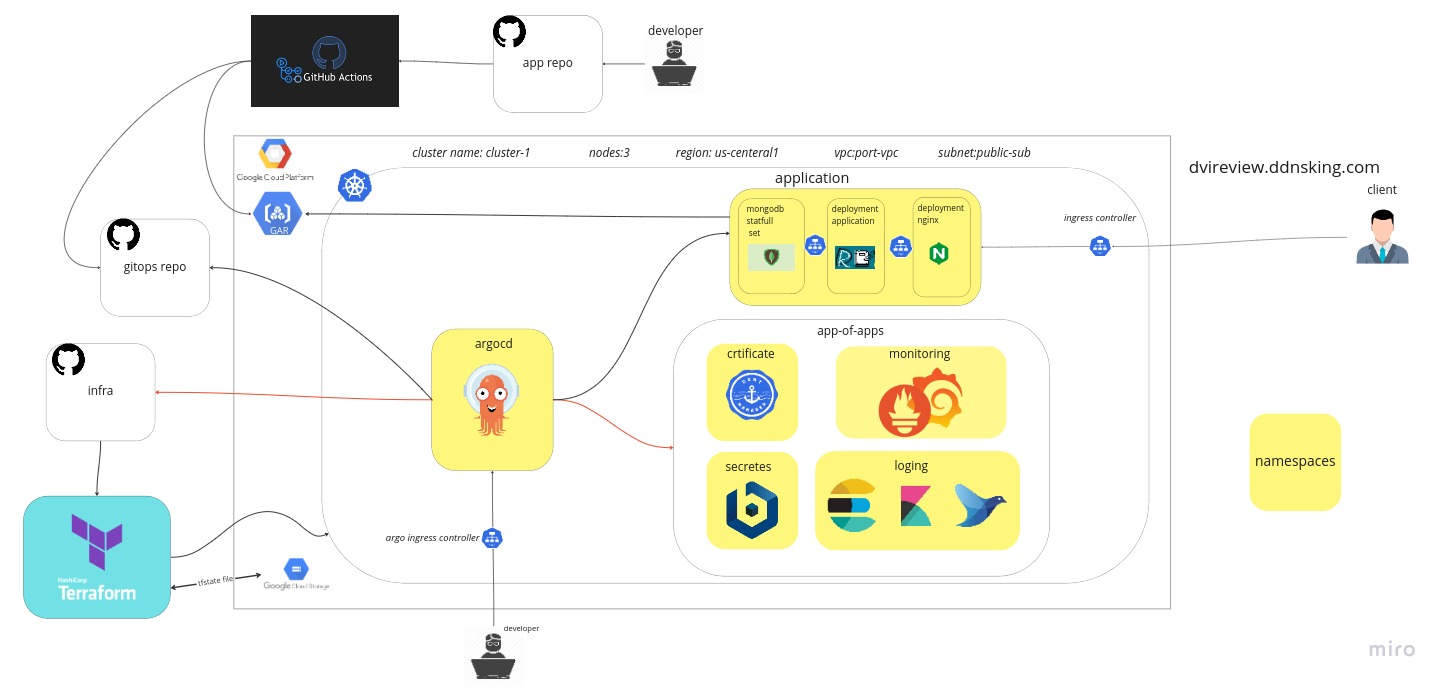 developer
app repo
GitHub Actions
cluster name: cluster-1
nodes:3
region: us-centeral1
vpc:port-vpc
subnet:public-sub
Google Cloud Platform
application
dvireview.ddnsking.com
client
GAR
mongodb
statfull
set
deployment
application
R
deployment
nginx
ingress controller
gitops repo
app-of-apps
argocd
crtificate
CERT
MANAGER
monitoring
infra
secretes
loging
namespaces
argo ingress controller
HashiCorp
Terraform
tfstate file
Google Cloud Storage
developer
miro